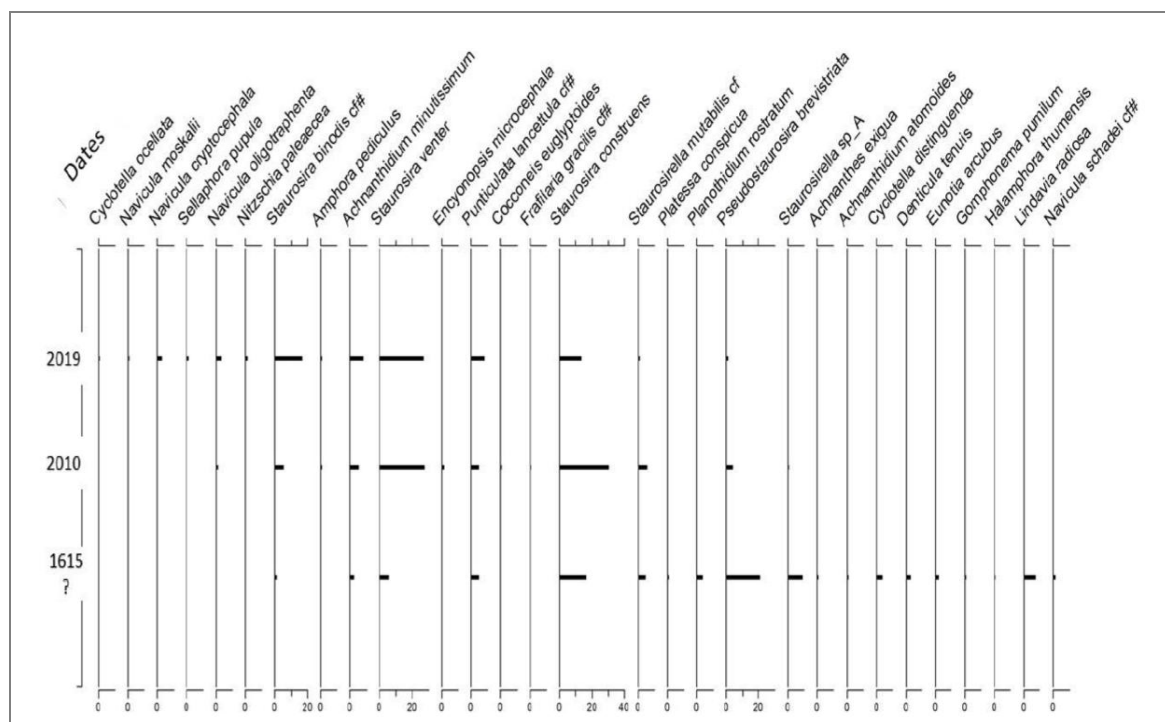 Dates
Cyclotella ocellata
Navicula moskalii
Navicula cryptocephala
Sellaphora pupula
Navicula oligotraphenta
Nitzschia paleaecea
Staurosira binodis cf#
Amphora pediculus
Achnanthidium minutissimum
Staurosira venter
Encyonopsis microcephala
Punticulata lancettula cf#
Cocconeis euglyptoides
Frafilaria gracilis cf#
Staurosira construens
Staurosirella mutabilis cf
Platessa conspicua
Planothidium rostratum
Pseudostaurosira brevistriata
Staurosirella sp_A
Achnanthes exigua
Achnanthidium atomoides
Cyclotella distinguenda
Denticula tenuis
Eunotia arcubus
Gomphonema pumilum
Halamphora thumensis
Lindavia radiosa
Navicula schadei cf#
2019
2010
1615
?
0 0 0 0 0 0 0 20 0 0 0 20 0 0 0 0 0 20 40 0 0 0 0 20 0 0 0 0 0 0 0 0 0 0